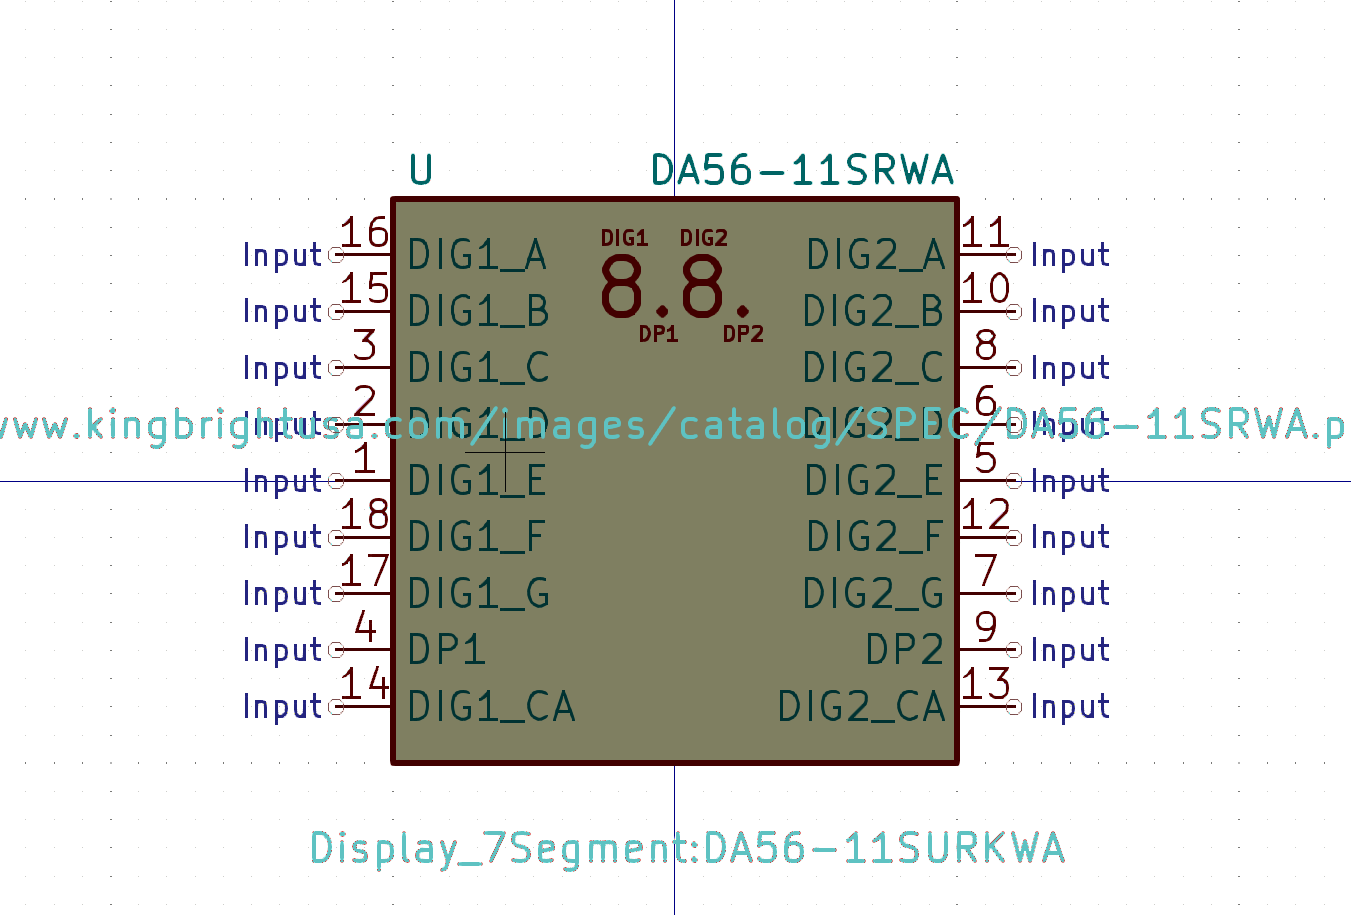 U DA56-11SRWA
DIG1 DIG2
8.8.
DP1 DP2
Input 16 DIG1_A DIG2_A 11 Input
Input 15 DIG1_B DIG2_B 10 Input
Input 3 DIG1_C DIG2_C 8 Input
Input 2 DIG1_D DIG2_D 6 Input
www.kingbrightusa.com/images/catalog/SPEC/DA56-11SRWA.p
Input 1 DIG1_E DIG2_E 5 Input
Input 18 DIG1_F DIG2_F 12 Input
Input 17 DIG1_G DIG2_G 7 Input
Input 4 DP1 DP2 9 Input
Input 14 DIG1_CA DIG2_CA 13 Input
Display_7Segment:DA56-11SURKWA